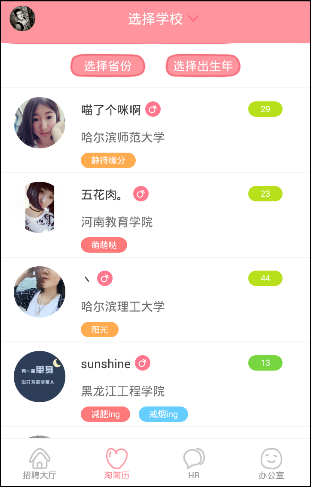 选择学校
选择省份 选择出生年
喵了个咪啊 29
哈尔滨师范大学
静待缘分
五花肉。 23
河南教育学院
萌萌哒
丶 44
哈尔滨理工大学
阳光
sunshine 13
黑龙江工程学院
减肥ing 戒烟ing
招聘大厅 淘简历 HR 办公室